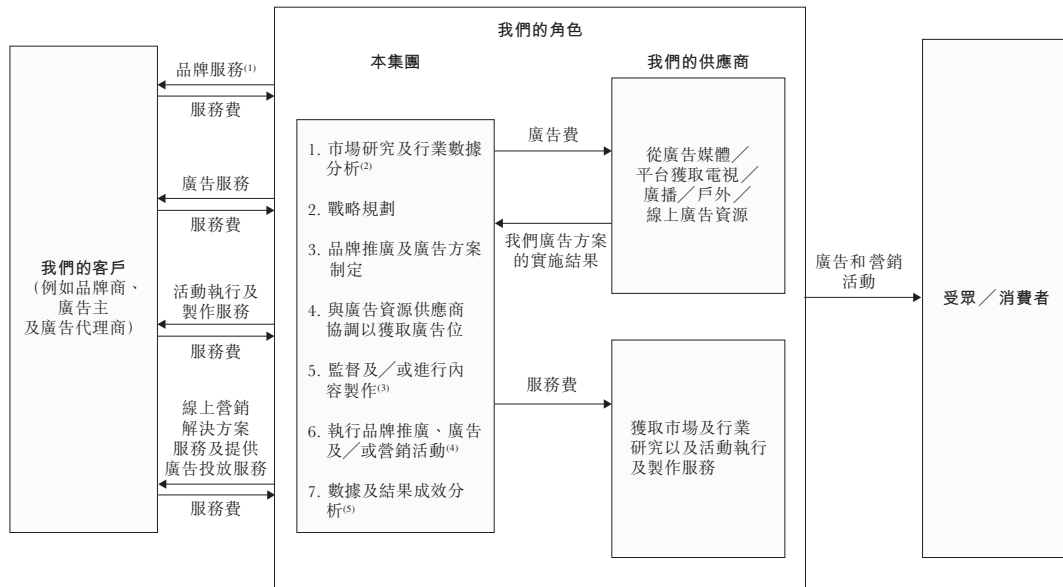 我們的角色
本集團
我們的供應商
品牌服務(1)
服務費
廣告服務
服務費
我們的客戶
(例如品牌商、
廣告主
及廣告代理商)
活動執行及
製作服務
服務費
線上營銷
解決方案
服務及提供
廣告投放服務
服務費
1. 市場研究及行業數據
分析(2)
2. 戰略規劃
3. 品牌推廣及廣告方案
制定
4. 與廣告資源供應商
協調以獲取廣告位
5. 監督及／或進行內
容製作(3)
6. 執行品牌推廣、廣告
及／或營銷活動(4)
7. 數據及結果成效分
析(5)
廣告費
我們廣告方案
的實施結果
服務費
從廣告媒體／
平台獲取電視／
廣播／戶外／
線上廣告資源
獲取市場及行業
研究以及活動執行
及製作服務
廣告和營銷
活動
受眾／消費者